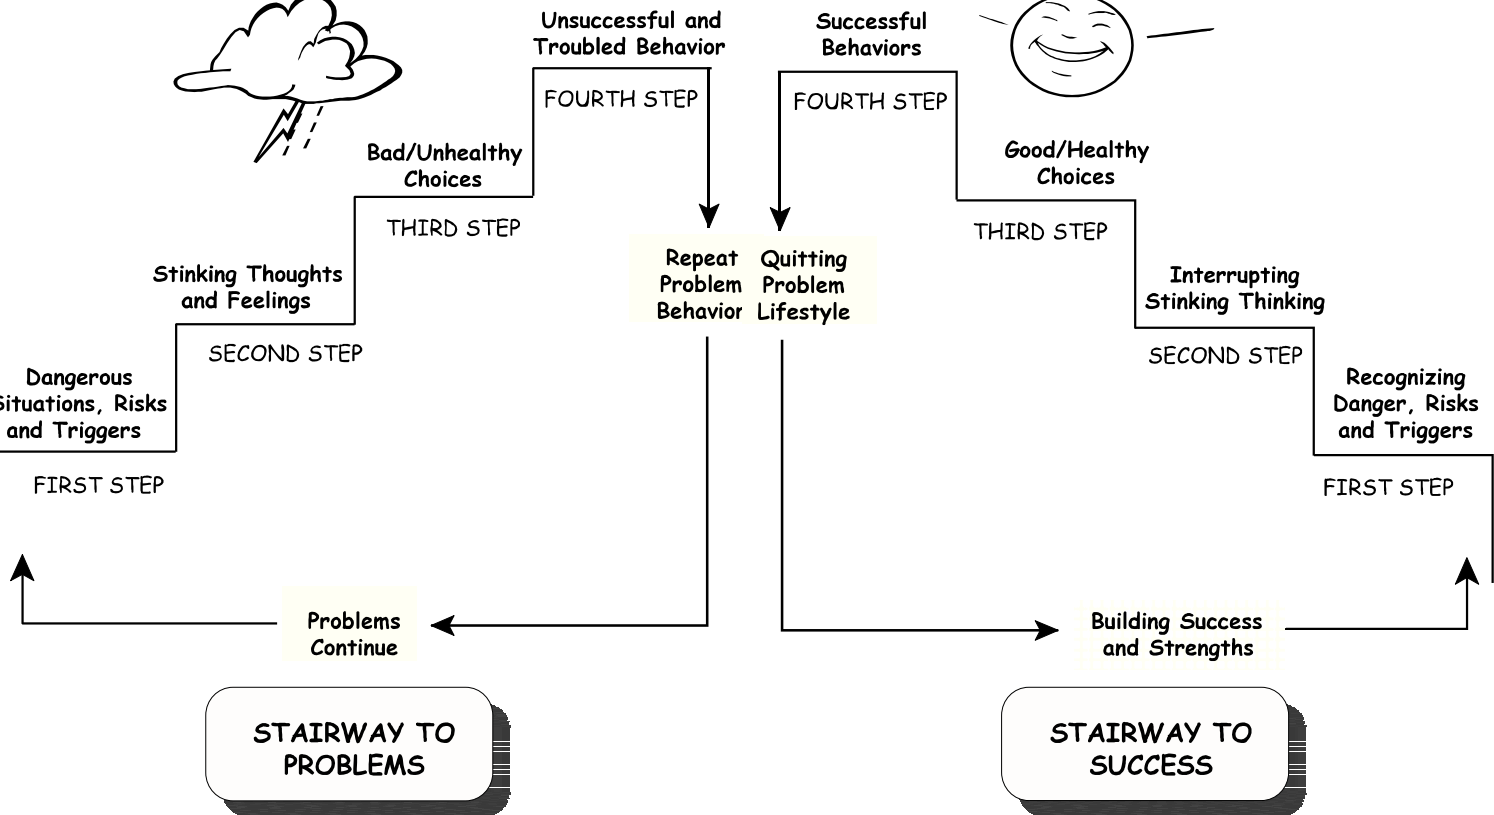 Unsuccessful and
Troubled Behavior
FOURTH STEP
Bad/Unhealthy
Choices
THIRD STEP
Stinking Thoughts
and Feelings
SECOND STEP
Dangerous
Situations, Risks
and Triggers
FIRST STEP
Repeat
Problem
Behavior
Problems
Continue
STAIRWAY TO
PROBLEMS
Successful
Behaviors
FOURTH STEP
Good/Healthy
Choices
THIRD STEP
Interrupting
Stinking Thinking
SECOND STEP
Recognizing
Danger, Risks
and Triggers
FIRST STEP
Quitting
Problem
Lifestyle
Building Success
and Strengths
STAIRWAY TO
SUCCESS